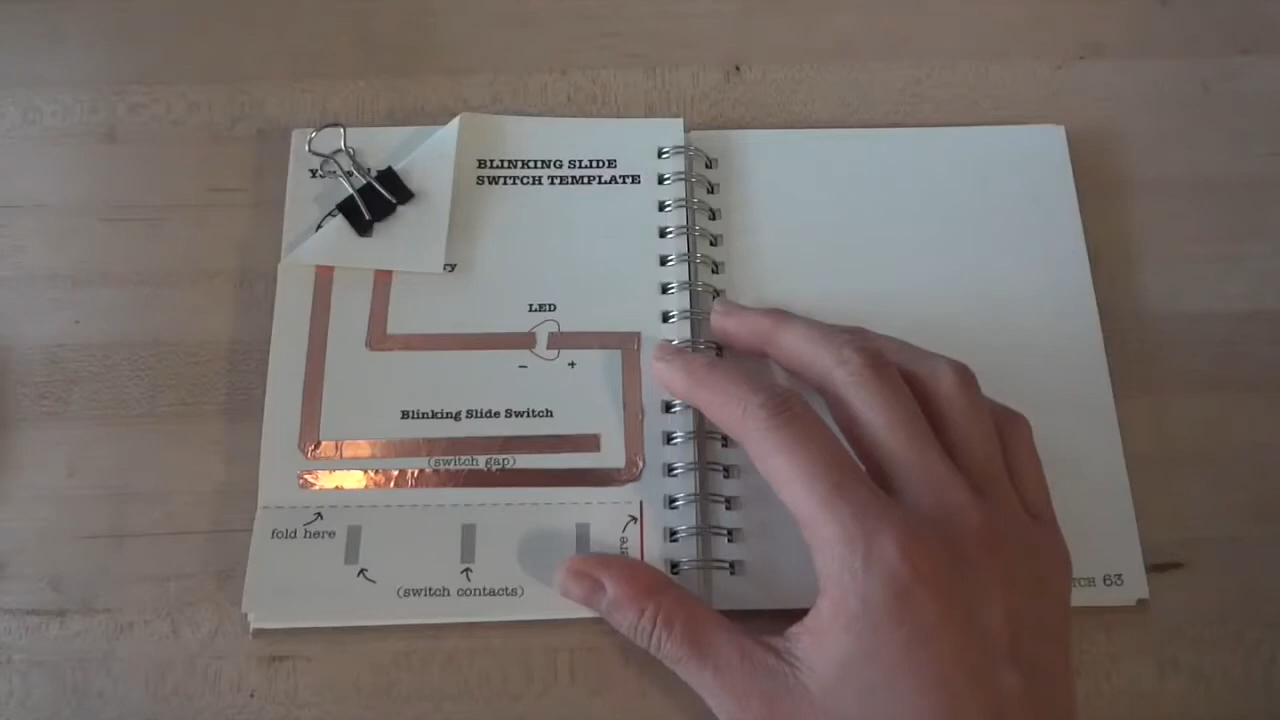 BLINKING SLIDE
SWITCH TEMPLATE
LED
- +
Blinking Slide Switch
(switch gap)
fold here
(switch contacts)
63